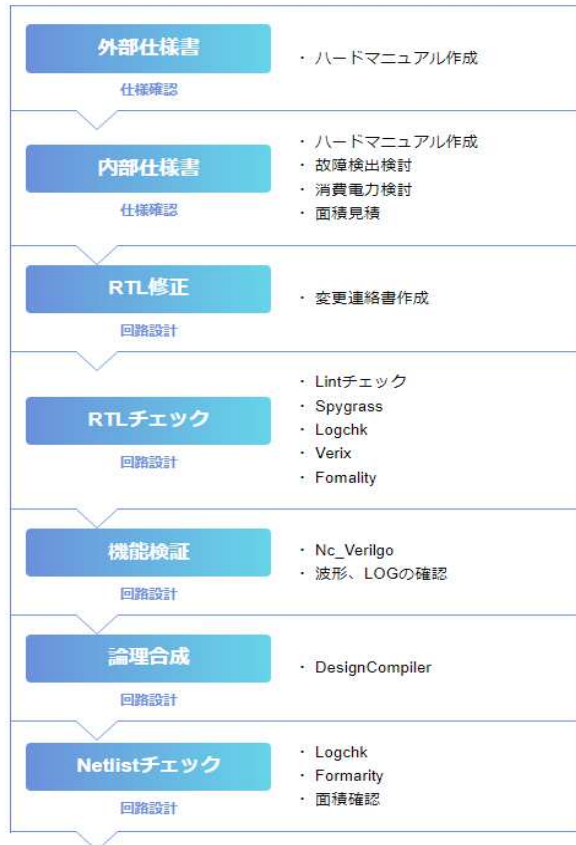 外部仕様書
仕様確認
・ ハードマニュアル作成
内部仕様書
仕様確認
・ ハードマニュアル作成
・ 故障検出検討
・ 消費電力検討
・ 面積見積
RTL修正
回路設計
・ 変更連絡書作成
RTLチェック
回路設計
・ Lintチェック
・ Spygrass
・ Logchk
・ Verix
・ Fomality
機能検証
回路設計
・ Nc_Verilgo
・ 波形、LOGの確認
論理合成
回路設計
・ DesignCompiler
Netlistチェック
回路設計
・ Logchk
・ Formarity
・ 面積確認